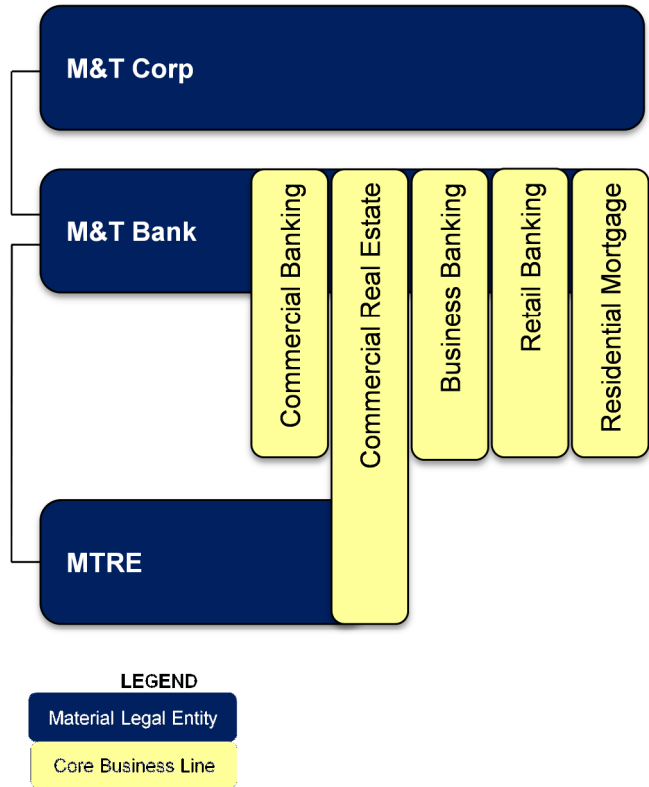 M&T Corp
M&T Bank
Commercial Banking
Commercial Real Estate
Business Banking
Retail Banking
Residential Mortgage
MTRE
LEGEND
Material Legal Entity
Core Business Line